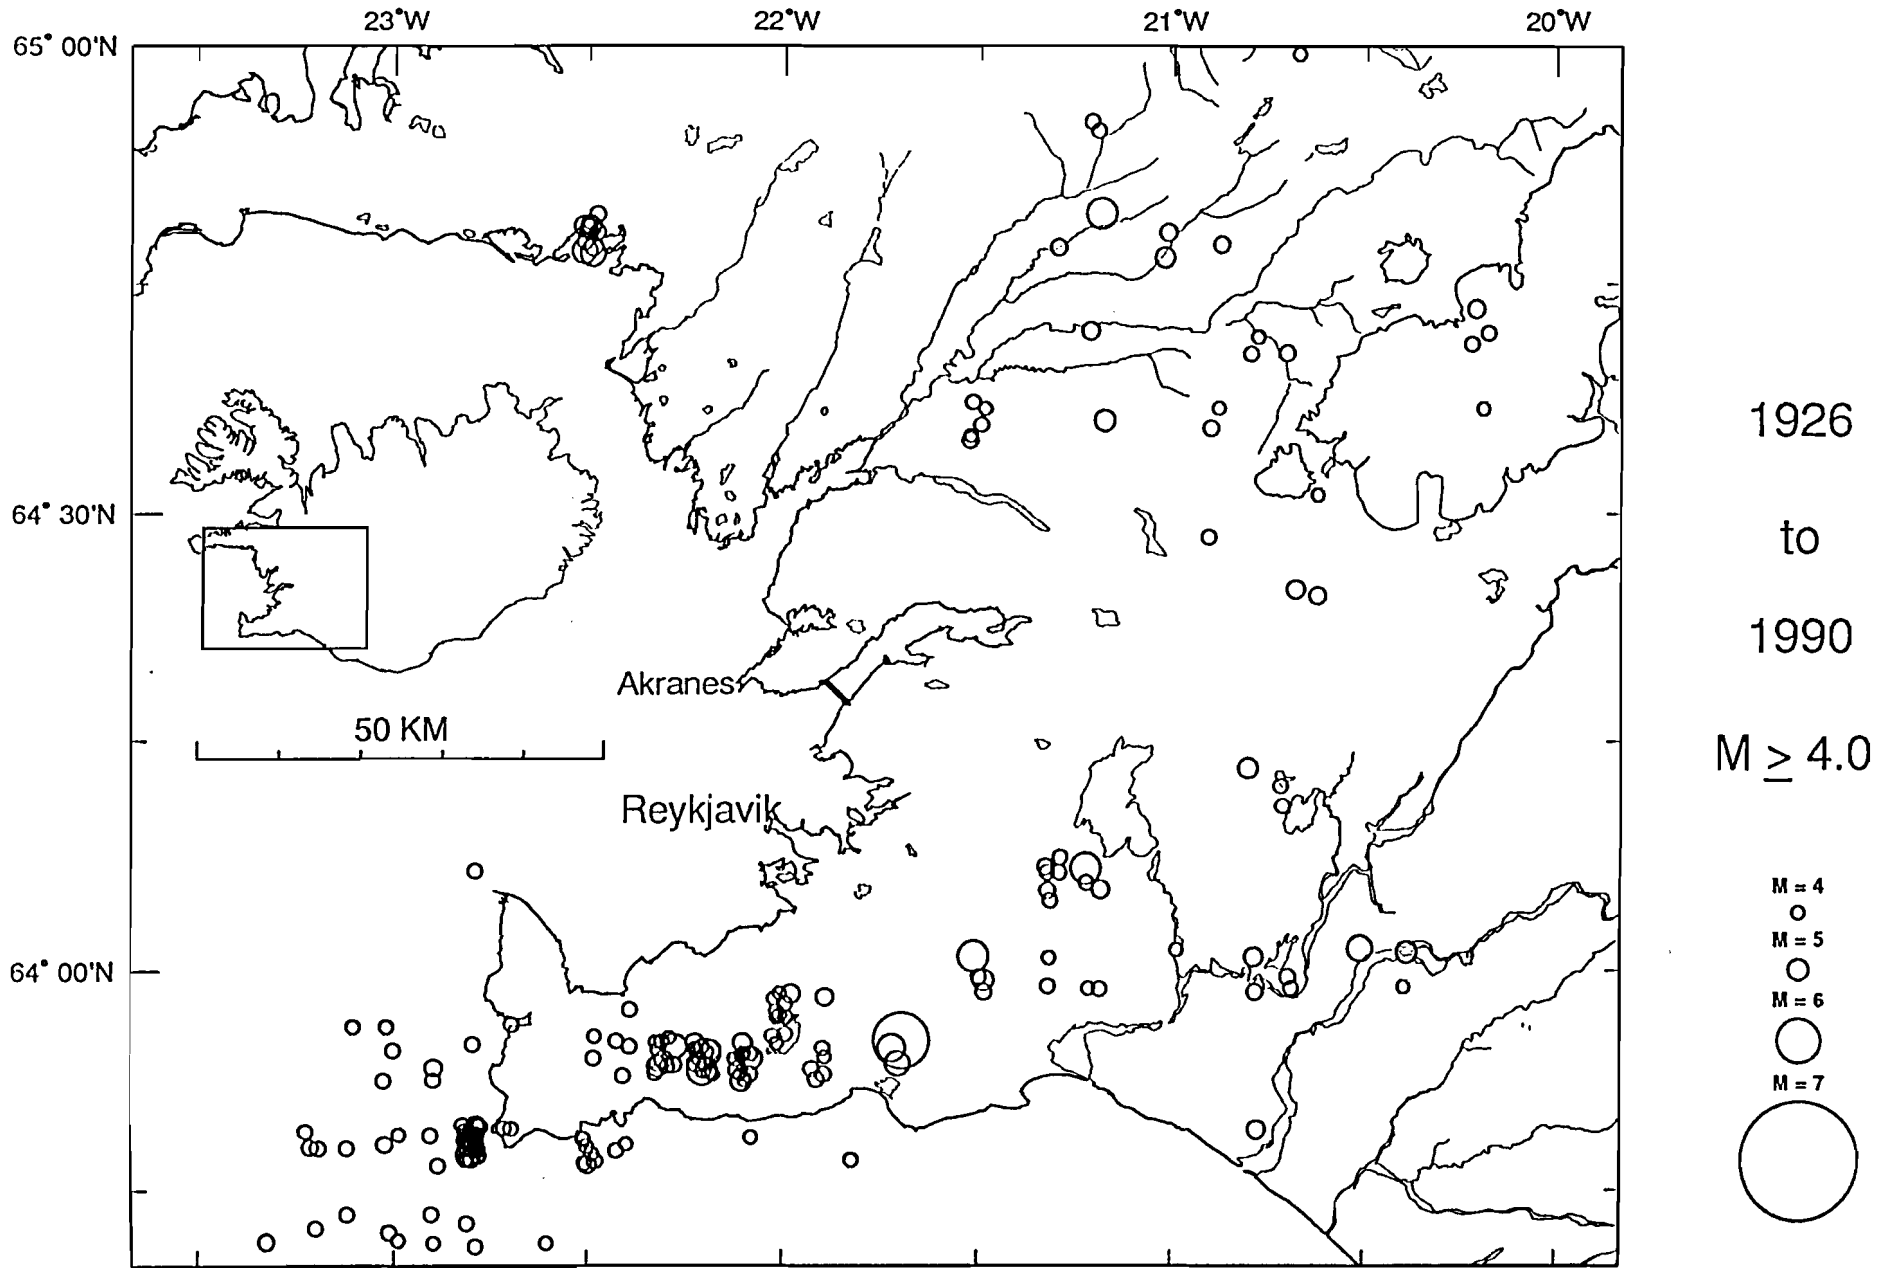 23°W 22°W 21°W 20°W
65° 00'N
1926
64° 30'N
to
1990
Akranes
50 KM
M ≥ 4.0
Reykjavik
M = 4
M = 5
64° 00'N
M = 6
M = 7